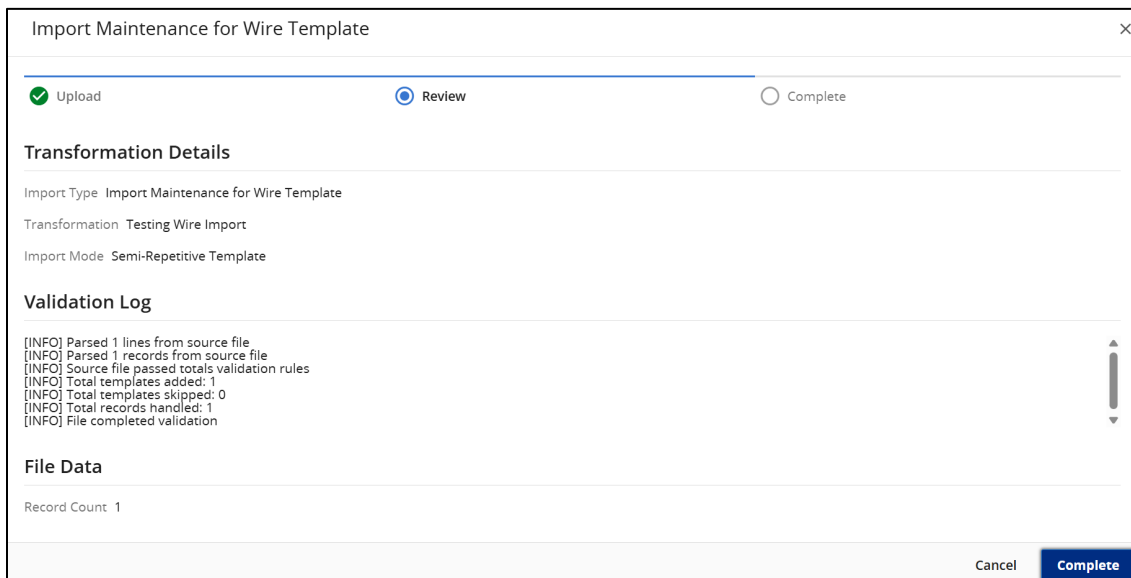 Import Maintenance for Wire Template
Upload
Review
Complete
Transformation Details
Import Type Import Maintenance for Wire Template
Transformation Testing Wire Import
Import Mode Semi-Repetitive Template
Validation Log
[INFO] Parsed 1 lines from source file
[INFO] Parsed 1 records from source file
[INFO] Source file passed totals validation rules
[INFO] Total templates added: 1
[INFO] Total templates skipped: 0
[INFO] Total records handled: 1
[INFO] File completed validation
File Data
Record Count 1
Cancel
Complete